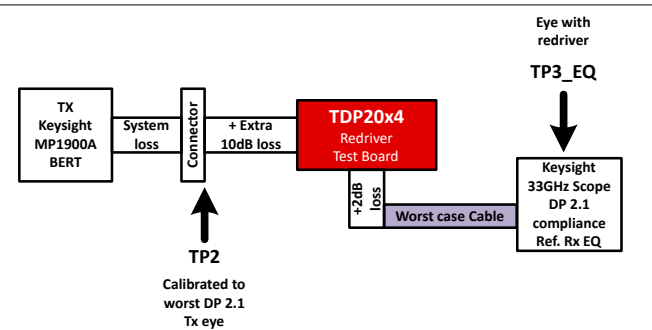 Eye with
redriver
TP3_EQ
TX
Keysight
MP1900A
BERT
System
loss
Connector
+ Extra
10dB loss
TDP20x4
Redriver
Test Board
+2dB
loss
Worst case Cable
Keysight
33GHz Scope
DP 2.1
compliance
Ref. Rx EQ
TP2
Calibrated to
worst DP 2.1
Tx eye